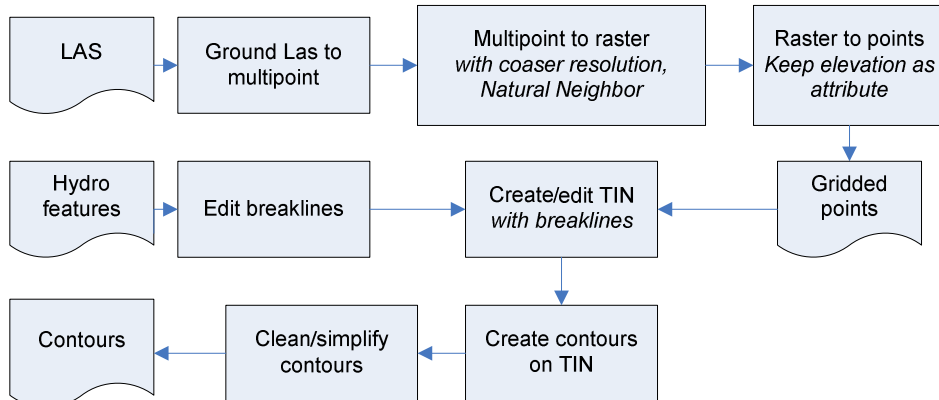 LAS
Ground Las to
multipoint
Multipoint to raster
with coaser resolution,
Natural Neighbor
Raster to points
Keep elevation as
attribute
Hydro
features
Edit breaklines
Create/edit TIN
with breaklines
Gridded
points
Contours
Clean/simplify
contours
Create contours
on TIN